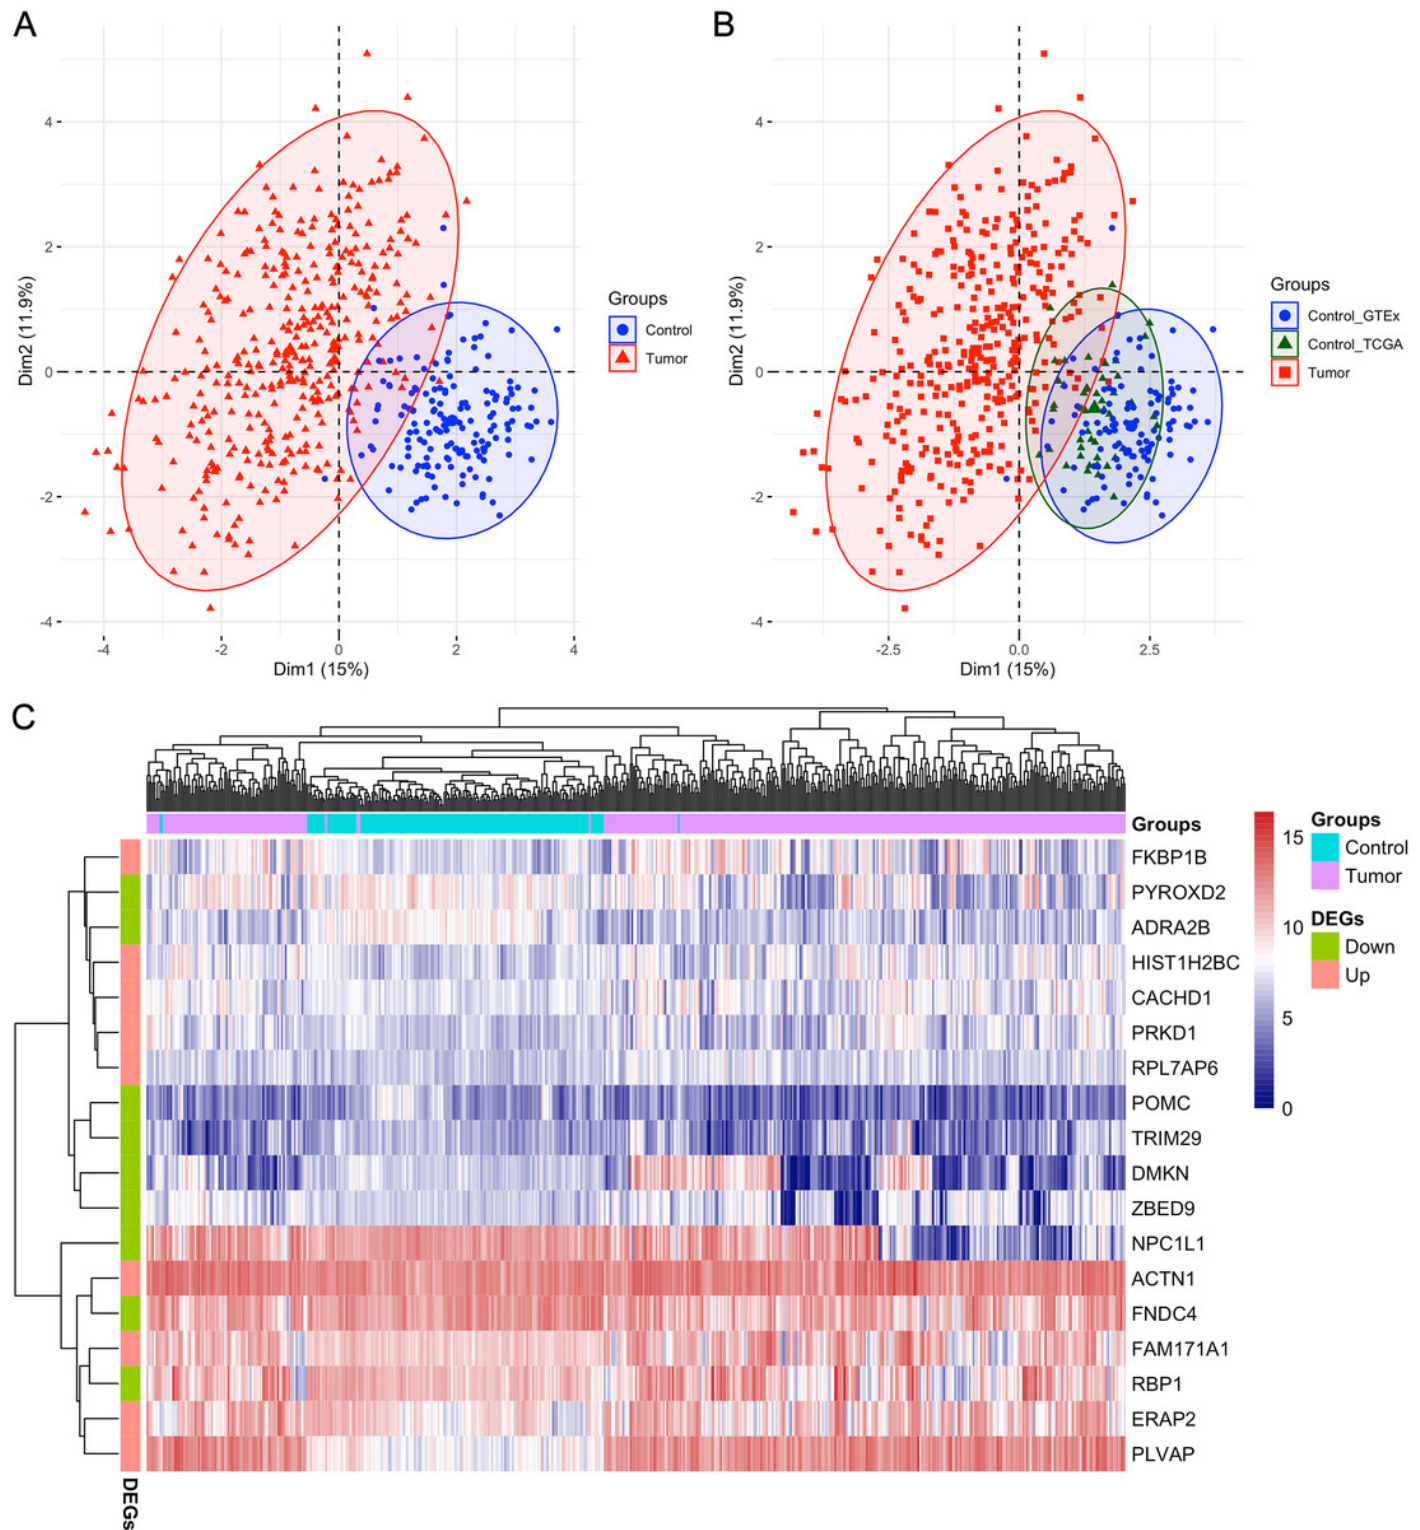 A
4
2
0
-2
-4
Dim2 (11.9%)
-4 -2 0 2 4
Dim1 (15%)
Groups
Control
Tumor
B
4
2
0
-2
-4
Dim2 (11.9%)
-2.5 0.0 2.5
Dim1 (15%)
Groups
Control_GTEx
Control_TCGA
Tumor
C
Groups
FKBP1B
PYROXD2
ADRA2B
HIST1H2BC
CACHD1
PRKD1
RPL7AP6
POMC
TRIM29
DMKN
ZBED9
NPC1L1
ACTN1
FNDC4
FAM171A1
RBP1
ERAP2
PLVAP
DEGs
15
10
5
0
Groups
Control
Tumor
DEGs
Down
Up